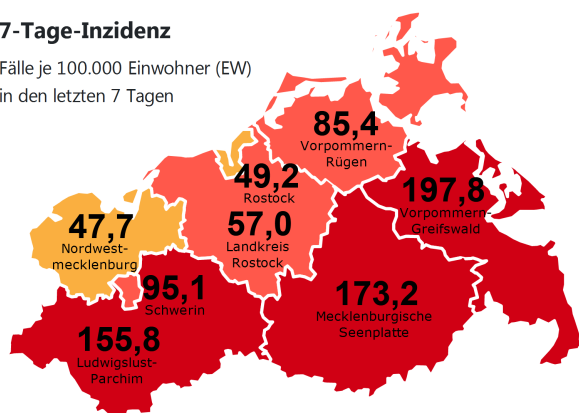 7-Tage-Inzidenz
Fälle je 100.000 Einwohner (EW)
in den letzten 7 Tagen
85,4
Vorpommern-
Rügen
49,2
Rostock
197,8
Vorpommern-
Greifswald
47,7
Nordwest-
mecklenburg
57,0
Landkreis
Rostock
95,1
Schwerin
173,2
Mecklenburgische
Seenplatte
155,8
Ludwigslust-
Parchim